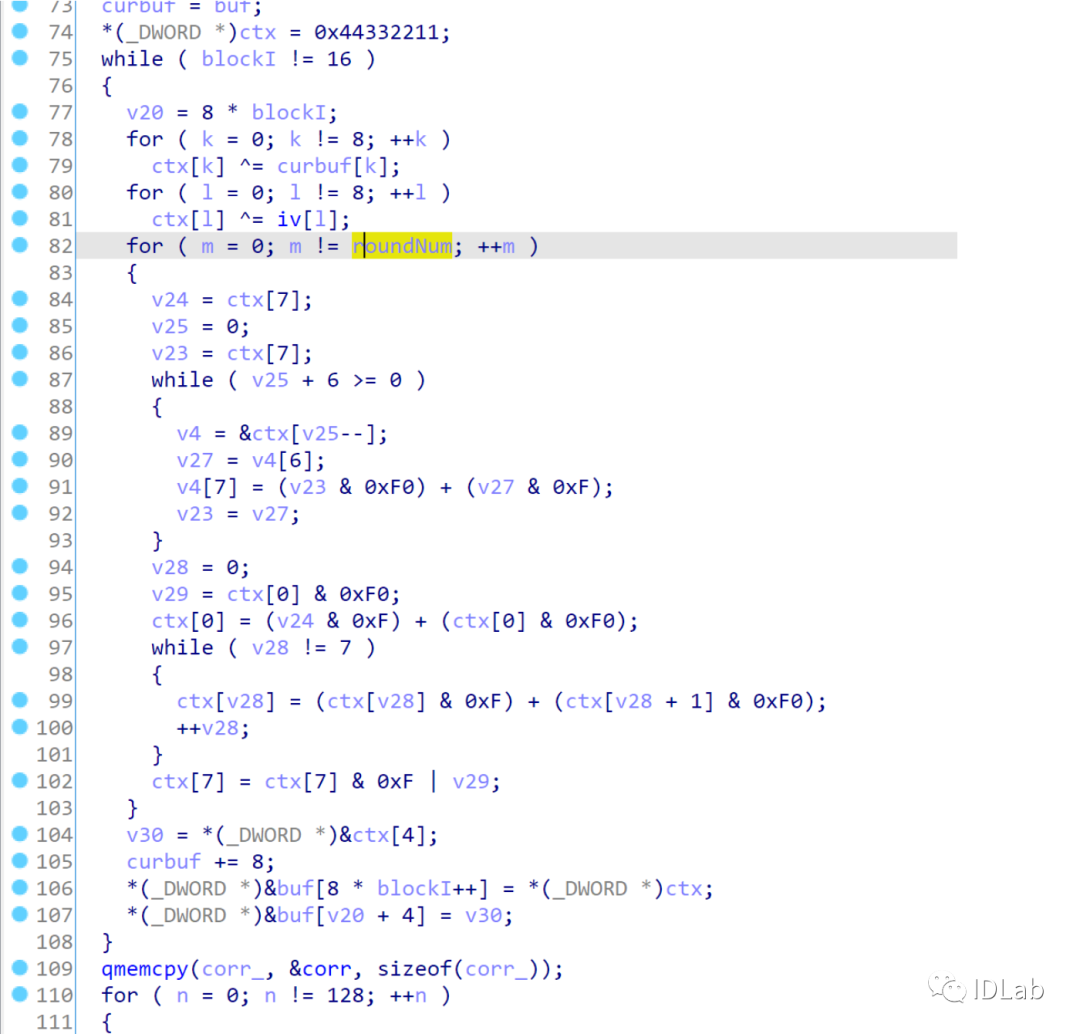 73 curbuf = buf;
74 *(_DWORD *)ctx = 0x44332211;
75 while ( blockI != 16 )
76 {
77 v20 = 8 * blockI;
78 for ( k = 0; k != 8; ++k )
79 ctx[k] ^= curbuf[k];
80 for ( l = 0; l != 8; ++l )
81 ctx[l] ^= iv[l];
82 for ( m = 0; m != roundNum; ++m )
83 {
84 v24 = ctx[7];
85 v25 = 0;
86 v23 = ctx[7];
87 while ( v25 + 6 >= 0 )
88 {
89 v4 = &ctx[v25--];
90 v27 = v4[6];
91 v4[7] = (v23 & 0xF0) + (v27 & 0xF);
92 v23 = v27;
93 }
94 v28 = 0;
95 v29 = ctx[0] & 0xF0;
96 ctx[0] = (v24 & 0xF) + (ctx[0] & 0xF0);
97 while ( v28 != 7 )
98 {
99 ctx[v28] = (ctx[v28] & 0xF) + (ctx[v28 + 1] & 0xF0);
100 ++v28;
101 }
102 ctx[7] = ctx[7] & 0xF | v29;
103 }
104 v30 = *(_DWORD *)&ctx[4];
105 curbuf += 8;
106 *(_DWORD *)&buf[8 * blockI++] = *(_DWORD *)ctx;
107 *(_DWORD *)&buf[v20 + 4] = v30;
108 }
109 qmemcpy(corr_, &corr, sizeof(corr_));
110 for ( n = 0; n != 128; ++n )
111 {
IDLab